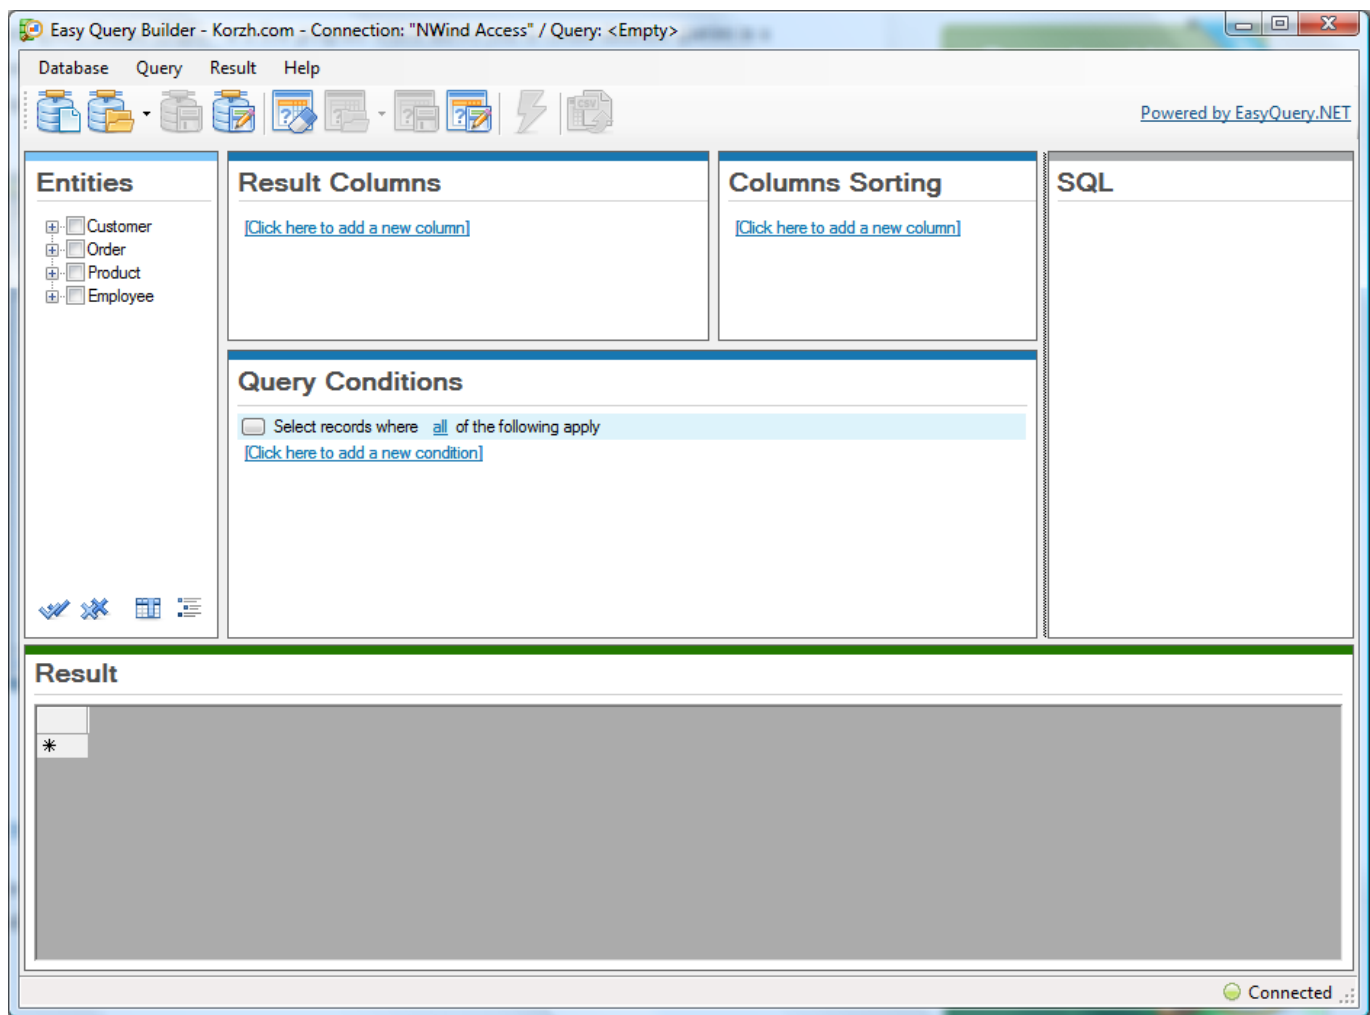 Easy Query Builder - Korzh.com - Connection: "NWind Access" / Query: <Empty>
Database Query Result Help
CSV
Powered by EasyQuery.NET
Entities
Customer
Order
Product
Employee
Result Columns
[Click here to add a new column]
Columns Sorting
[Click here to add a new column]
SQL
Query Conditions
Select records where all of the following apply
[Click here to add a new condition]
Result
Connected